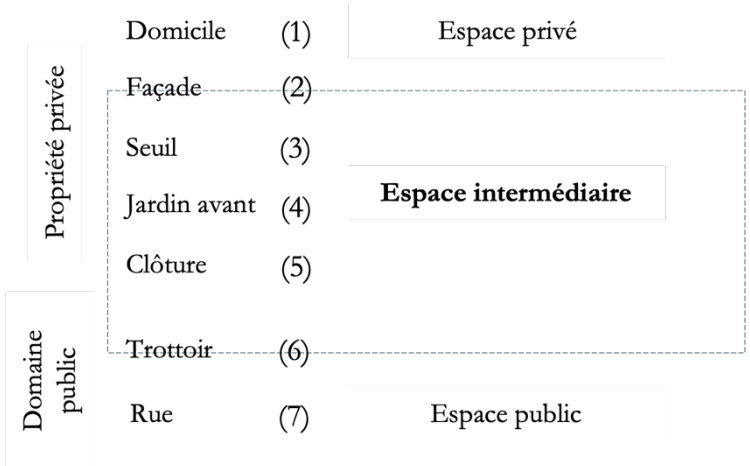 Domicile (1) Espace privé
Façade (2)
Seuil (3)
Espace intermédiaire
Jardin avant (4)
Clôture (5)
Trottoir (6)
Rue (7) Espace public
Propriété privée
Domaine
public